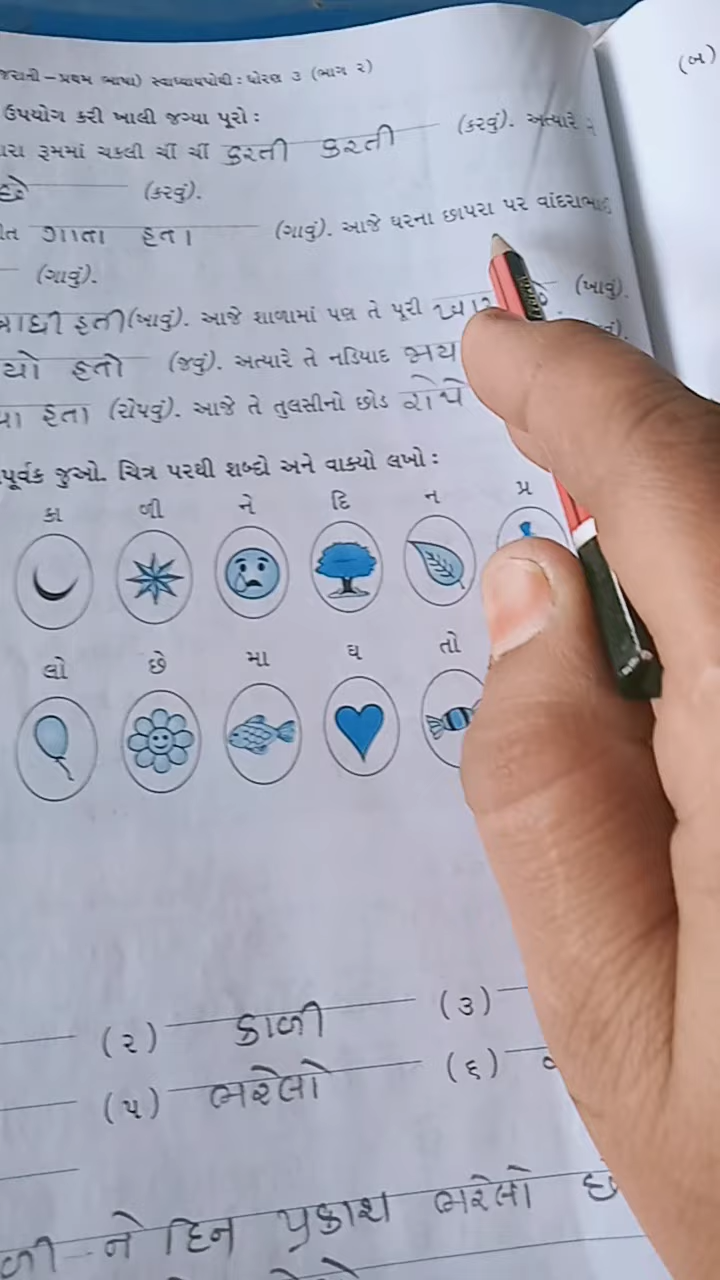 જરાતી – પ્રથમ ભાષા) સ્વાધ્યાયપોથી : ધોરણ ૩ (ભાગ ૨)
(બ)
ઉપયોગ કરી ખાલી જગ્યા પૂરો :
રૂમમાં ચકલી ચીં ચીં કરતી કરતી (કરવું). અત્યારે
છે (કરવું).
ગાતા હતા (ગાવું). આજે ઘરના છાપરા પર
(ગાવું).
હતી (ખાવું). આજે શાળામાં પણ તે પૂરી (ખાવું).
હતો (જવું). અત્યારે તે નડિયાદ
હતા (રોપવું). આજે તે તુલસીનો છોડ રોપે
પૂર્વક જુઓ. ચિત્ર પરથી શબ્દો અને વાક્યો લખો :
કા ળી ને દિ ન પ્ર
લો છે મા ઘ તો
(૨) કાળી (૩)
(૫) ભરેલો (૬)
ળી ને દિન પ્રકાશ ભરેલો